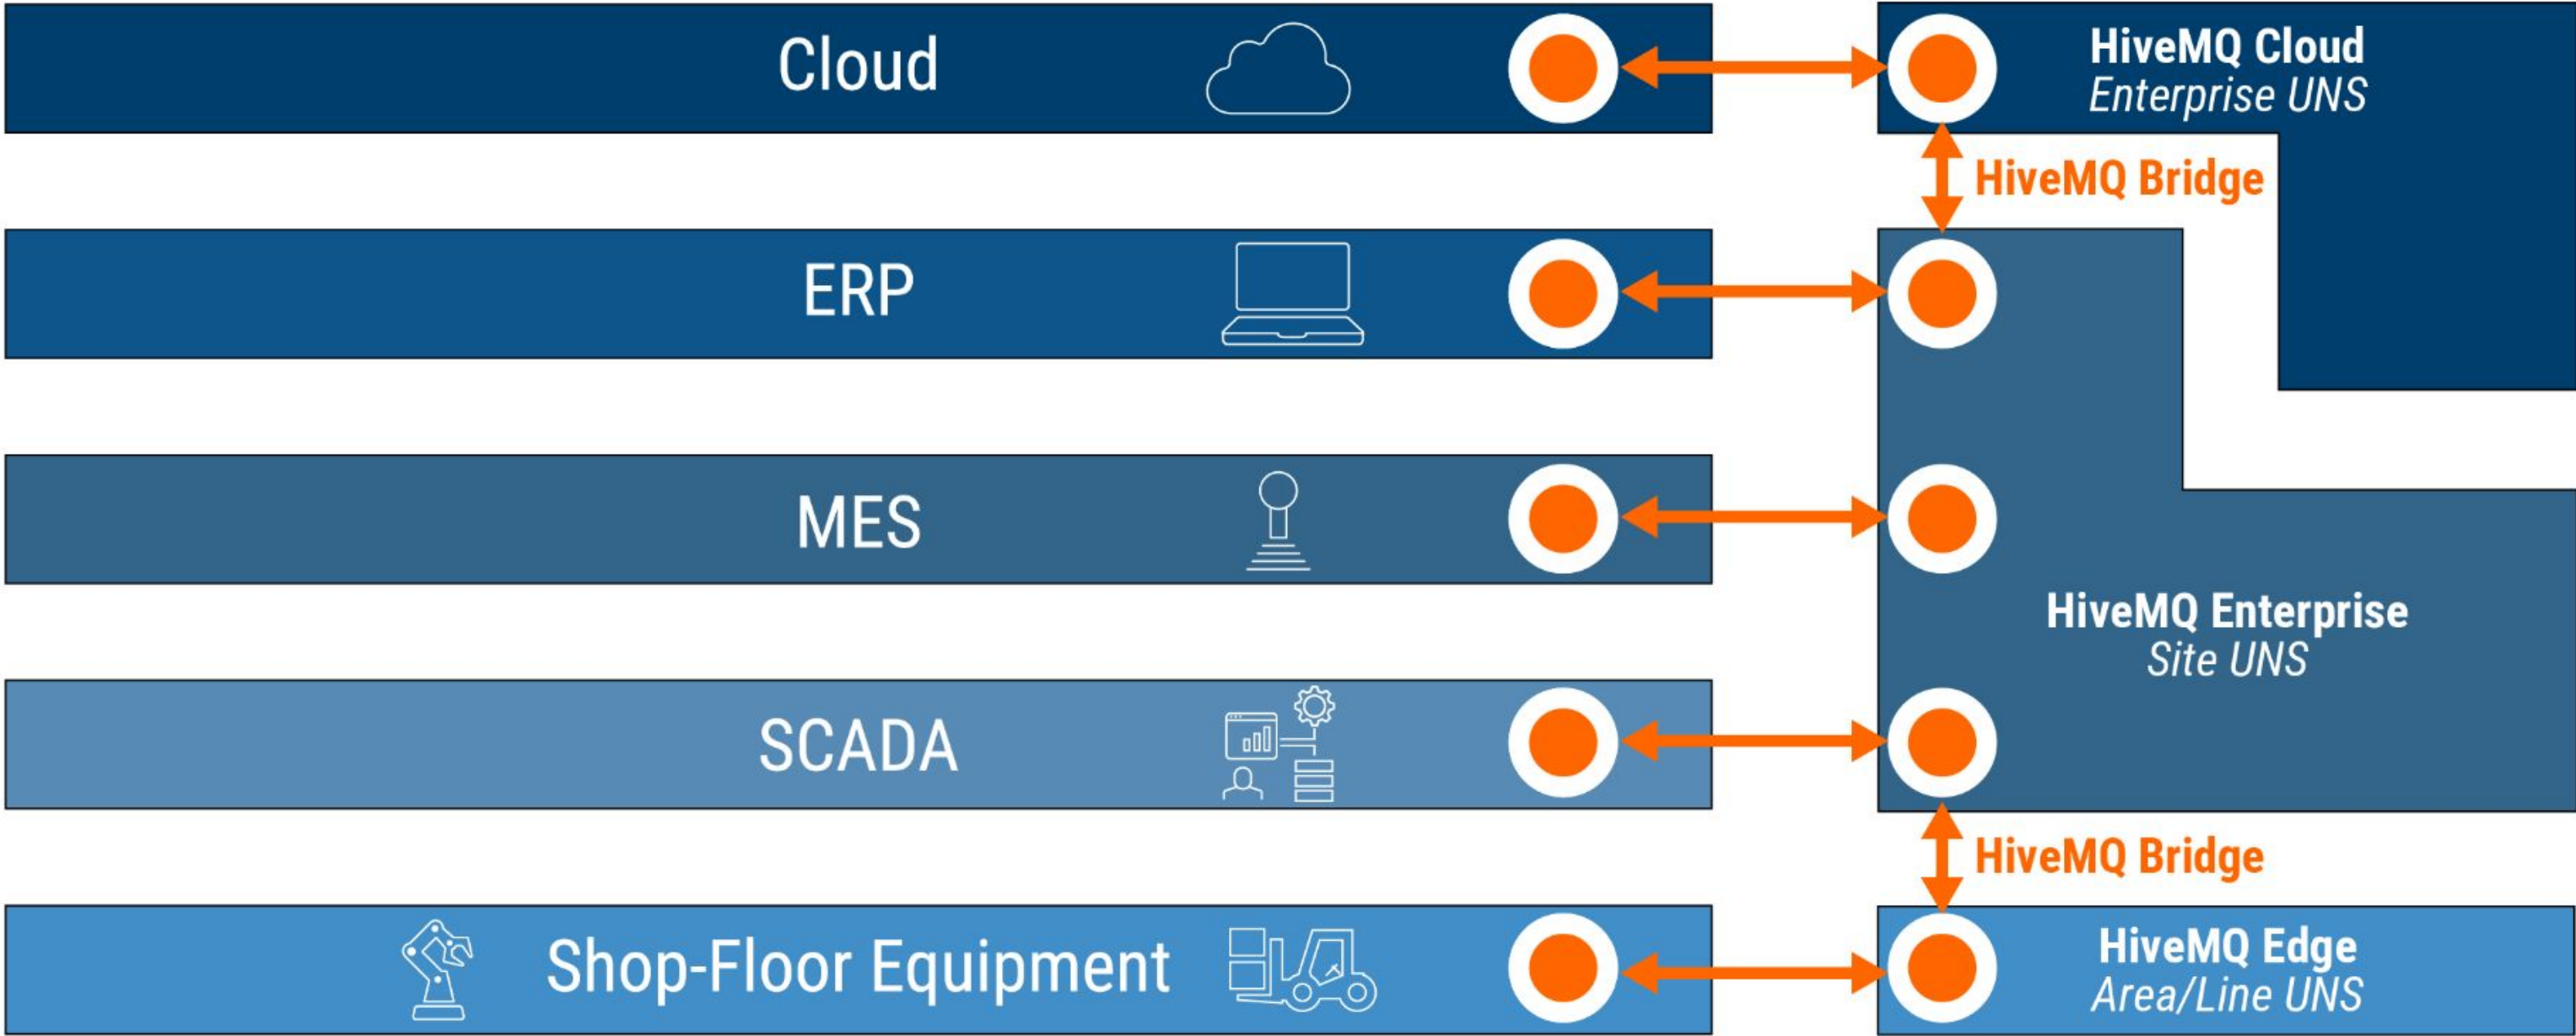 Cloud
HiveMQ Cloud
Enterprise UNS
HiveMQ Bridge
ERP
MES
HiveMQ Enterprise
Site UNS
SCADA
HiveMQ Bridge
Shop-Floor Equipment
HiveMQ Edge
Area/Line UNS